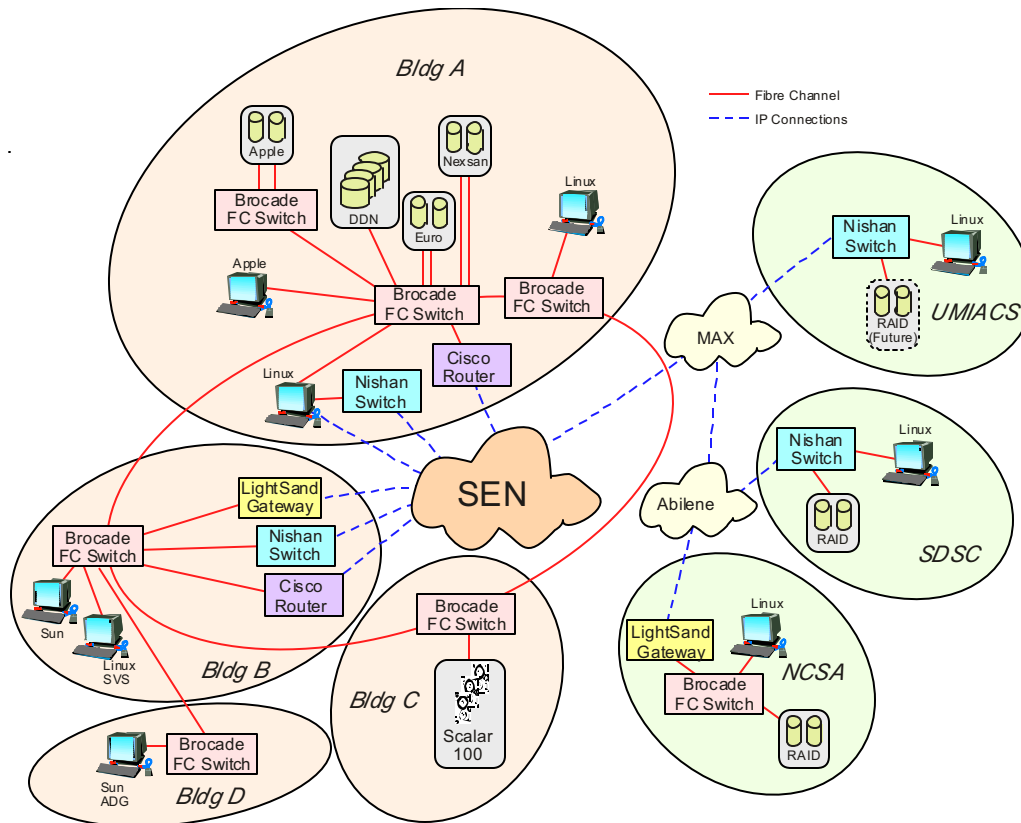 Bldg A
Fibre Channel
IP Connections
Apple
Nexsan
Brocade
FC Switch
DDN
Euro
Linux
Apple
Brocade
FC Switch
Brocade
FC Switch
Cisco
Router
Linux
Nishan
Switch
MAX
Linux
Nishan
Switch
RAID
(Future)
UMIACS
SEN
Abilene
Linux
Nishan
Switch
RAID
SDSC
LightSand
Gateway
Brocade
FC Switch
Nishan
Switch
Cisco
Router
Sun
Linux
SVS
Bldg B
Brocade
FC Switch
Bldg C
Scalar
100
Linux
LightSand
Gateway
NCSA
Brocade
FC Switch
RAID
Brocade
FC Switch
Sun
ADG
Bldg D